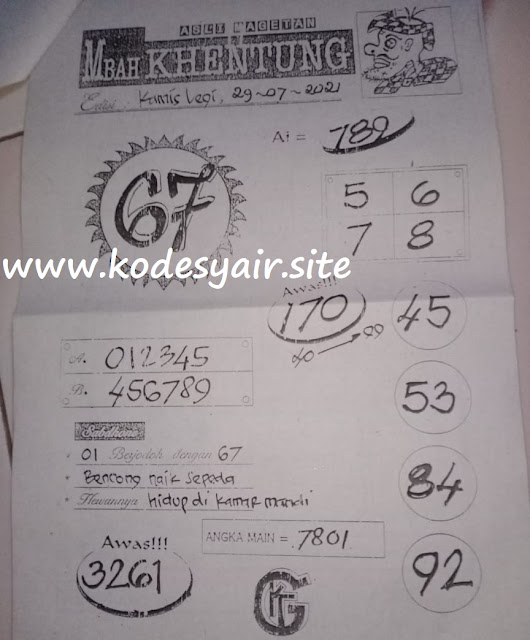 ASLI MAGETAN
MBAH KHENTUNG
Edisi : Kamis Legi, 29-07-2021
Ai = 789
67
5 6
7 8
www.kodesyair.site
Awas!!!
170
45
A. 012345
B. 456789
53
01 Berjodoh dengan 67
Bencong naik sepeda
Hewannya hidup di kamar mandi
84
Awas!!!
3261
ANGKA MAIN = 7801
92